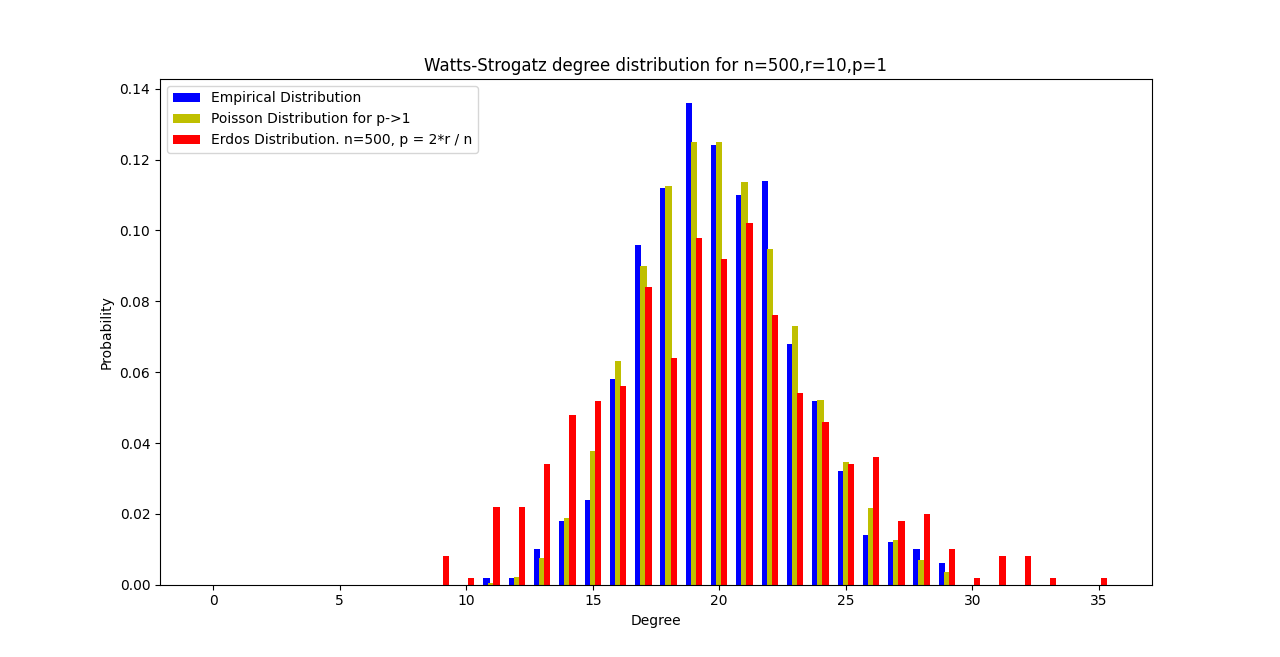 Watts-Strogatz degree distribution for n=500,r=10,p=1
Empirical Distribution
Poisson Distribution for p->1
Erdos Distribution. n=500, p = 2*r / n
0.14
0.12
0.10
0.08
0.06
0.04
0.02
0.00
Probability
0 5 10 15 20 25 30 35
Degree